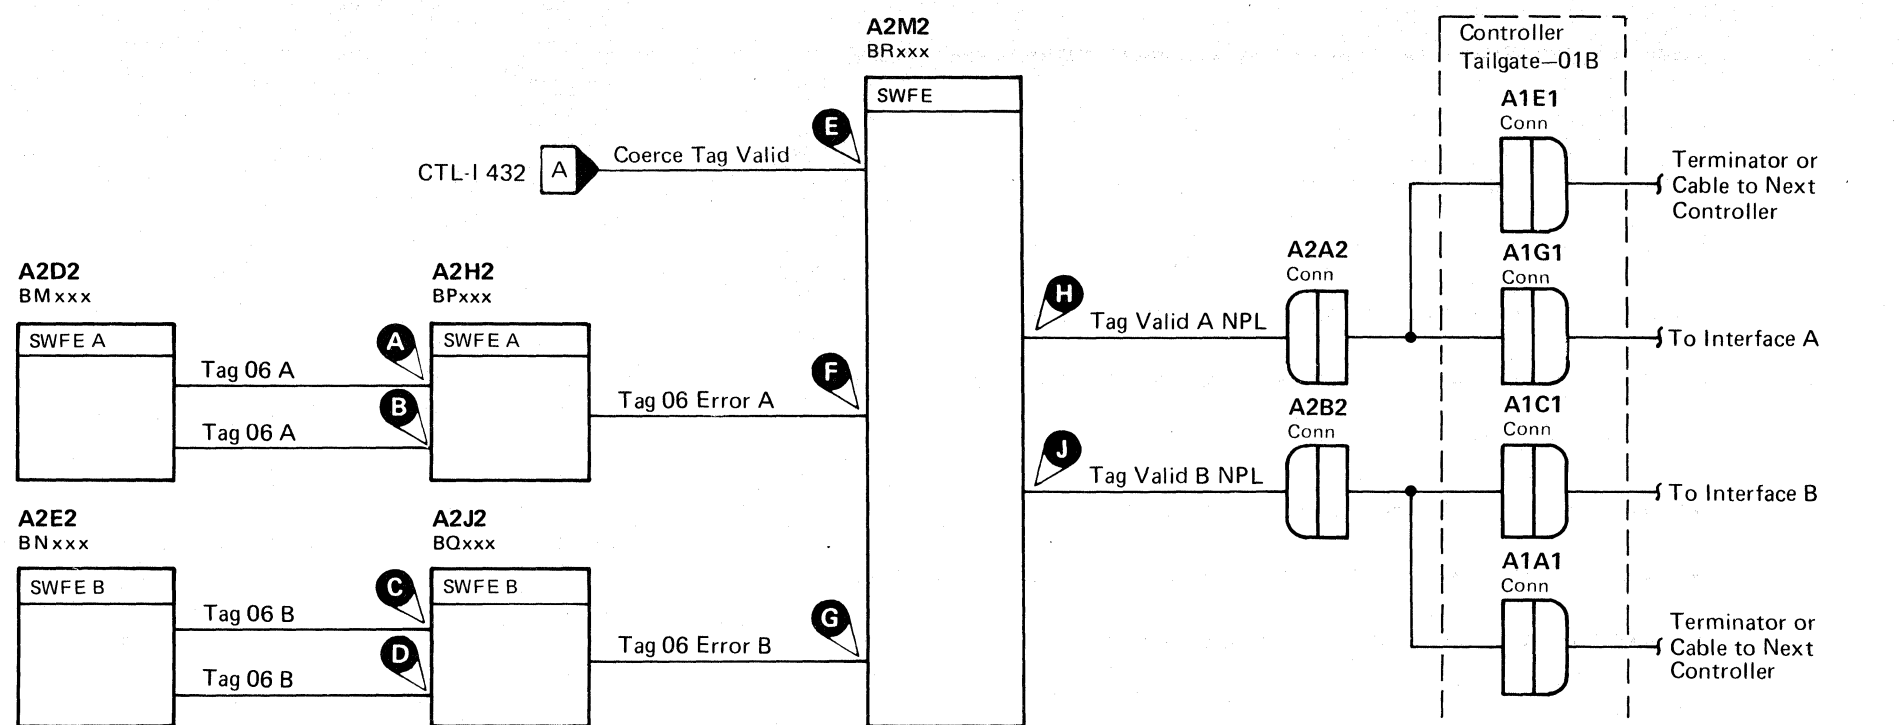 A2M2
BRxxx
SWFE
Controller
Tailgate—01B
A1E1
Conn
E
CTL-I 432
A
Coerce Tag Valid
Terminator or
Cable to Next
Controller
A2D2
BMxxx
SWFE A
A2H2
BPxxx
SWFE A
A
Tag 06 A
B
Tag 06 A
F
Tag 06 Error A
H
Tag Valid A NPL
A2A2
Conn
A1G1
Conn
To Interface A
J
Tag Valid B NPL
A2B2
Conn
A1C1
Conn
To Interface B
A2E2
BNxxx
SWFE B
A2J2
BQxxx
SWFE B
C
Tag 06 B
D
Tag 06 B
G
Tag 06 Error B
A1A1
Conn
Terminator or
Cable to Next
Controller